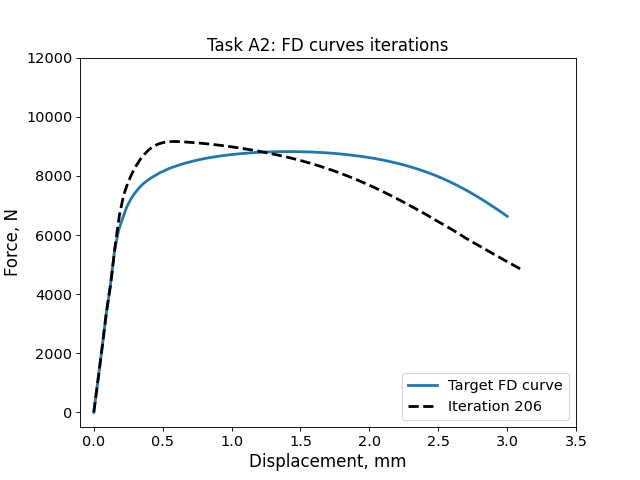 Task A2: FD curves iterations
12000
10000
8000
6000
4000
2000
0
Force, N
0.0 0.5 1.0 1.5 2.0 2.5 3.0 3.5
Displacement, mm
Target FD curve
Iteration 206